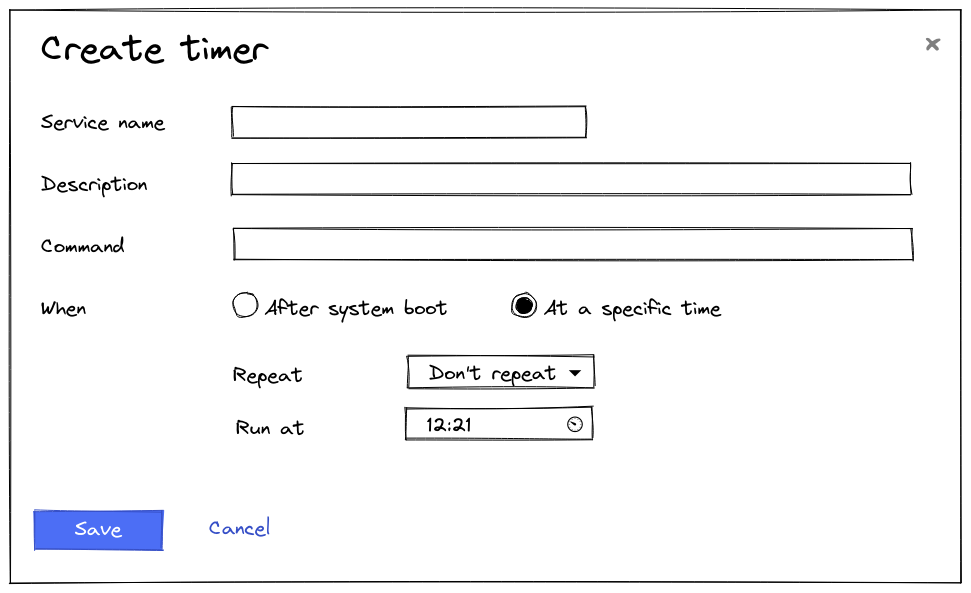 Create timer
Service name
Description
Command
When After system boot At a specific time
Repeat Don't repeat
Run at 12:21
Save Cancel